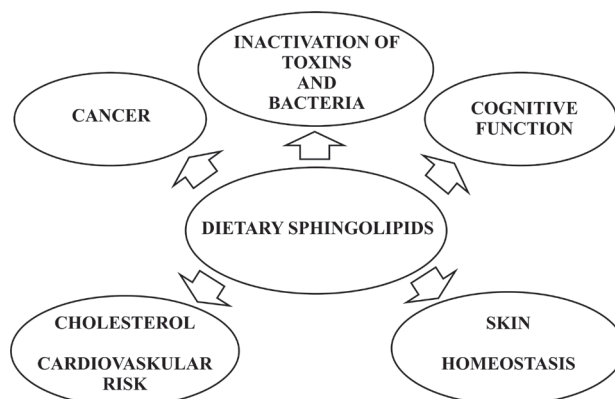 INACTIVATION OF
TOXINS
AND
BACTERIA
CANCER
COGNITIVE
FUNCTION
DIETARY SPHINGOLIPIDS
CHOLESTEROL
CARDIOVASKULAR
RISK
SKIN
HOMEOSTASIS